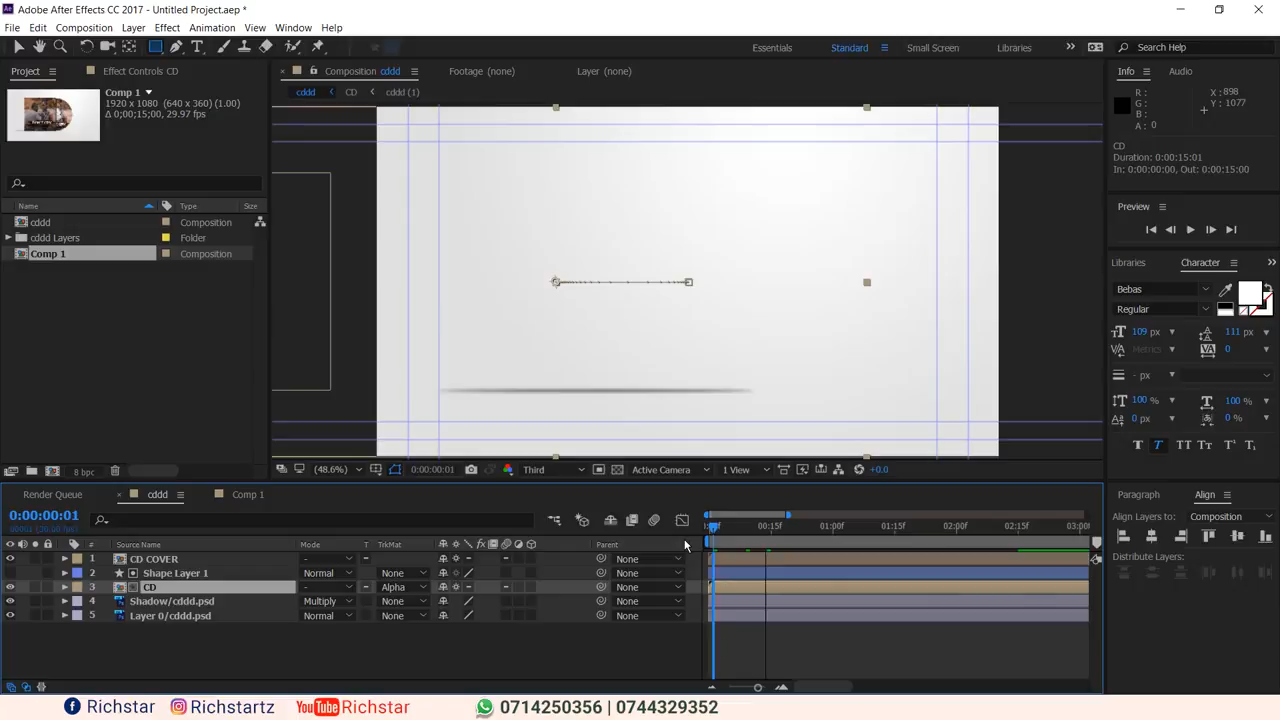 Adobe After Effects CC 2017 - Untitled Project.aep *
File Edit Composition Layer Effect Animation View Window Help
Essentials Standard Small Screen Libraries Search Help
Project Effect Controls CD
Composition cddd Footage (none) Layer (none)
Info Audio
Comp 1
1920 x 1080 (640 x 360) (1.00)
Δ 0;00;15;00, 29.97 fps
cddd CD cddd (1)
R :
G :
B :
A : 0
X : 898
Y : 1077
CD
Duration: 0:00:15:01
In: 0:00:00:00, Out: 0:00:15:00
Name Type Size
cddd Composition
cddd Layers Folder
Comp 1 Composition
Preview
Libraries Character
Bebas
Regular
109 px 111 px
Metrics 0
- px
100 % 100 %
0 px 0 %
T T TT Tr T¹ T₁
8 bpc
(48.6%) 0:00:00:01 Third Active Camera 1 View +0.0
Render Queue cddd Comp 1
0:00:00:01
Paragraph Align
Align Layers to: Composition
Distribute Layers:
00:15f 01:00f 01:15f 02:00f 02:15f 03:00f
# Source Name Mode T TrkMat Parent
1 CD COVER - None
2 Shape Layer 1 Normal None None
3 CD - Alpha None
4 Shadow/cddd.psd Multiply None None
5 Layer 0/cddd.psd Normal None None
Richstar Richstartz YouTube Richstar 0714250356 | 0744329352